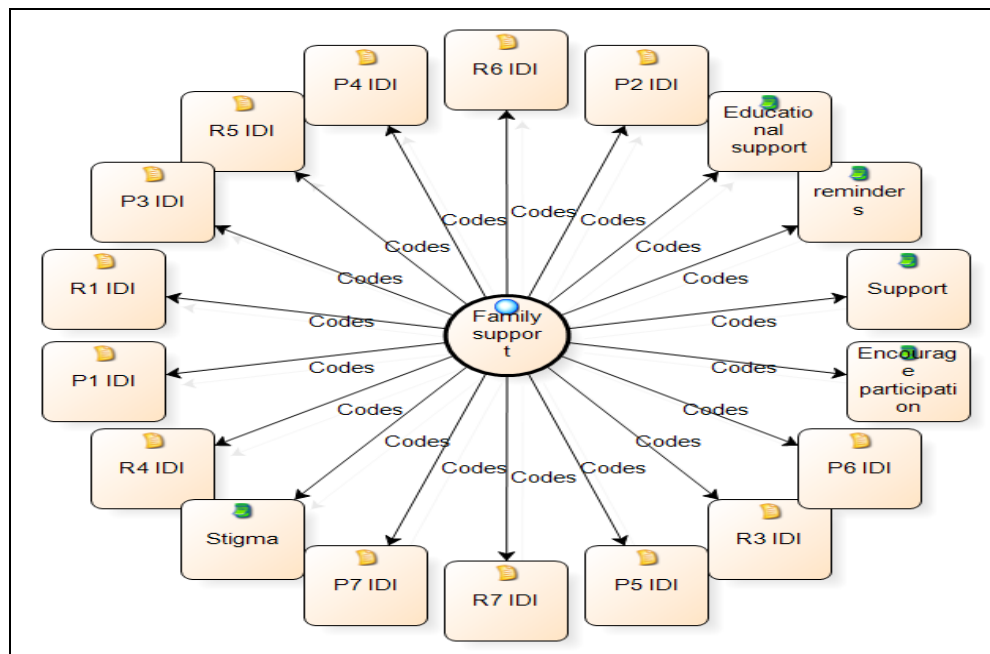 R6 IDI
P4 IDI
P2 IDI
Educatio
nal
support
R5 IDI
reminder
s
P3 IDI
Codes
Codes
Codes
Codes
Codes
Codes
R1 IDI
Support
Codes
Codes
Codes
Codes
Family
suppor
t
P1 IDI
Encourag
e
participati
on
Codes
Codes
Codes
Codes
R4 IDI
P6 IDI
Codes
Codes
Codes
Codes
Stigma
R3 IDI
P7 IDI
R7 IDI
P5 IDI